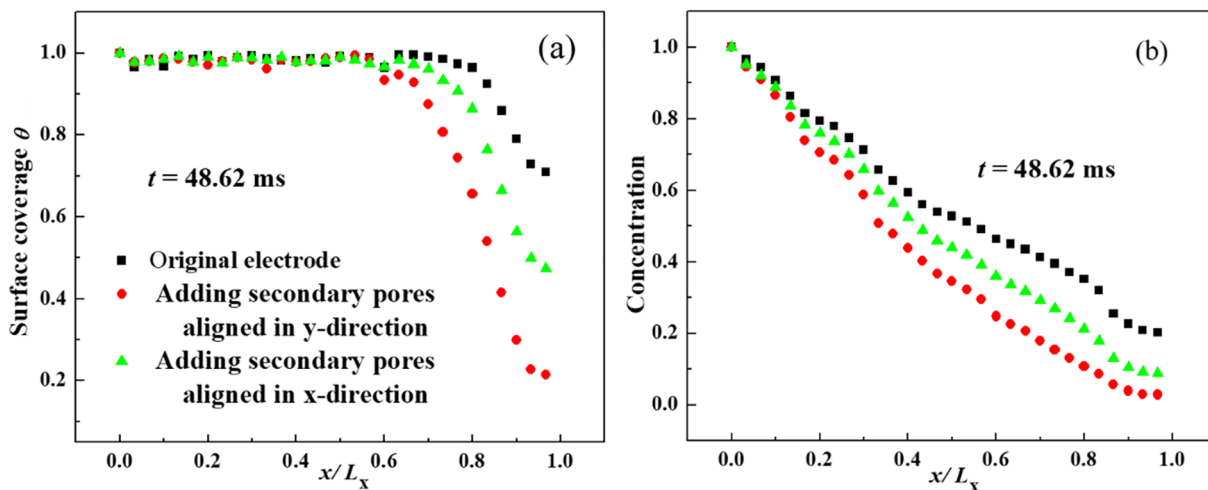 (a)
Surface coverage θ
1.0
0.8
0.6
0.4
0.2
t = 48.62 ms
Original electrode
Adding secondary pores
aligned in y-direction
Adding secondary pores
aligned in x-direction
0.0 0.2 0.4 0.6 0.8 1.0
x/Lx
(b)
Concentration
1.0
0.8
0.6
0.4
0.2
0.0
t = 48.62 ms
0.0 0.2 0.4 0.6 0.8 1.0
x/Lx